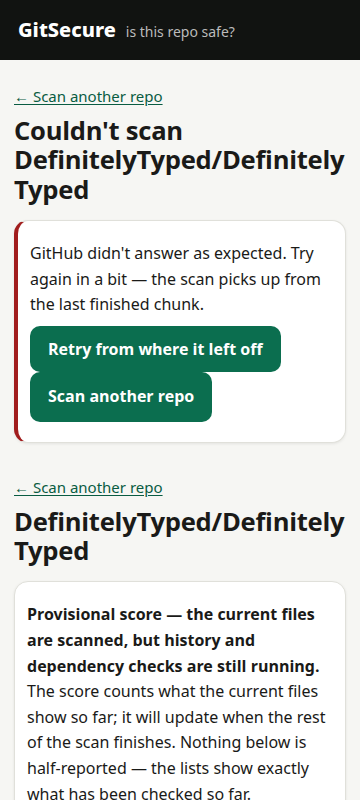 GitSecure is this repo safe?
← Scan another repo
Couldn't scan
DefinitelyTyped/Definitely
Typed
GitHub didn't answer as expected. Try
again in a bit — the scan picks up from
the last finished chunk.
Retry from where it left off
Scan another repo
← Scan another repo
DefinitelyTyped/Definitely
Typed
Provisional score — the current files
are scanned, but history and
dependency checks are still running.
The score counts what the current files
show so far; it will update when the rest
of the scan finishes. Nothing below is
half-reported — the lists show exactly
what has been checked so far.